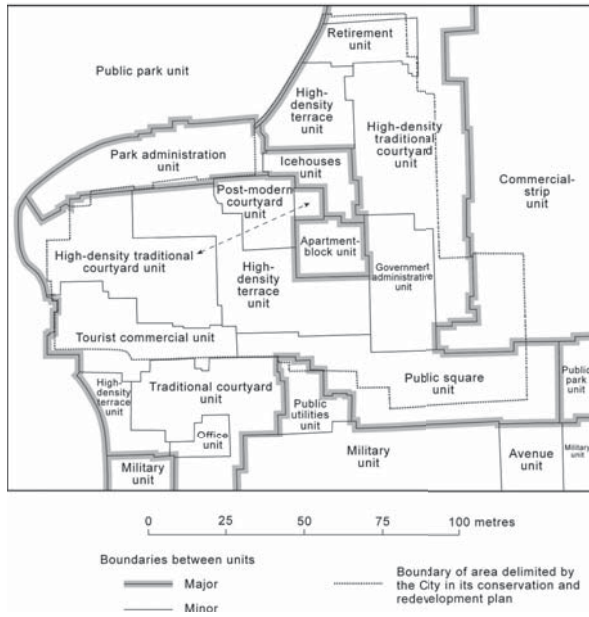 Retirement
unit
Public park unit
High-
density
terrace
unit
High-density
traditional
courtyard
unit
Park administration
unit
Icehouses
unit
Commercial-
strip
unit
Post-modern
courtyard
unit
High-density traditional
courtyard unit
High-
density
terrace
unit
Apartment-
block unit
Government
administrative
unit
Tourist commercial unit
High-
density
terrace
unit
Traditional courtyard
unit
Public
utilities
unit
Public square
unit
Public
park
unit
Office
unit
Military
unit
Military
unit
Avenue
unit
Military
unit
0 25 50 75 100 metres
Boundaries between units
Major
Minor
Boundary of area delimited by
the City in its conservation and
redevelopment plan